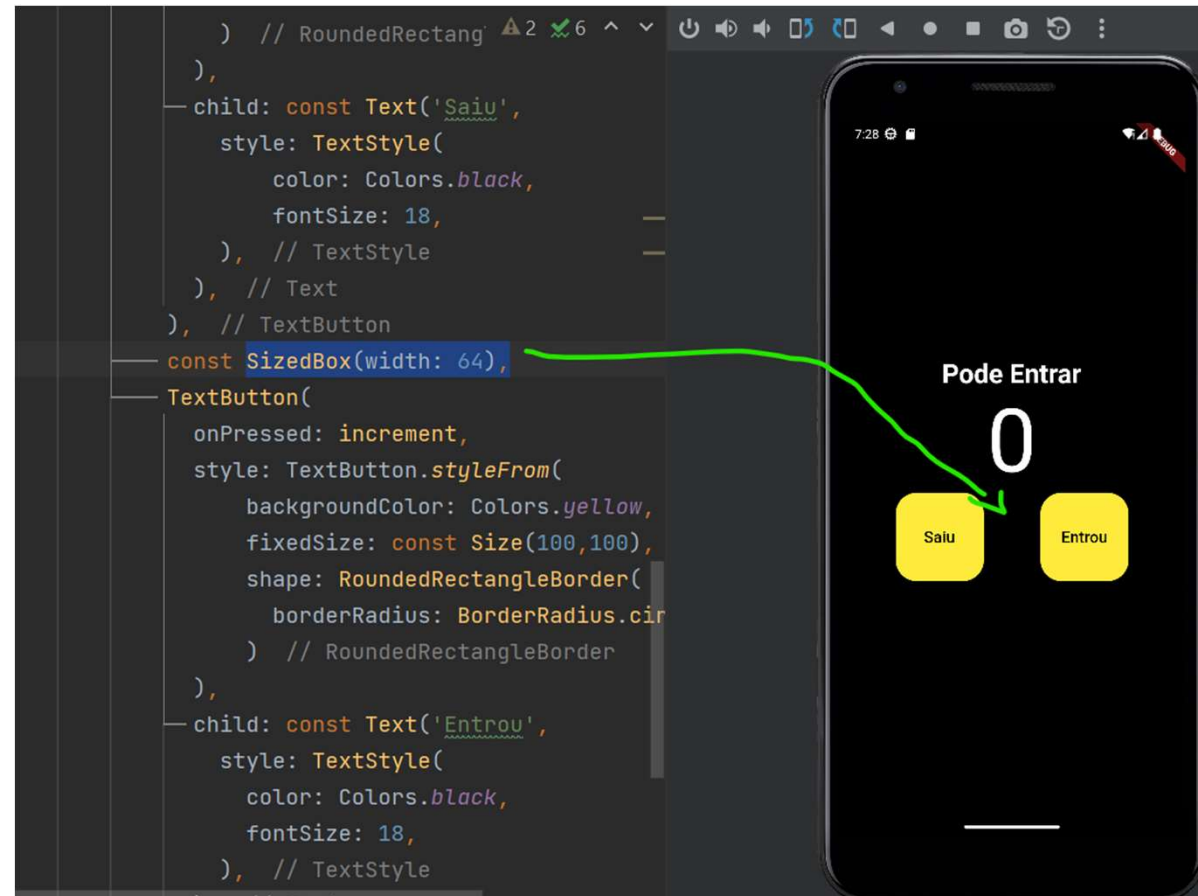 ) // RoundedRectang 2 6
),
child: const Text('Saiu',
style: TextStyle(
color: Colors.black,
fontSize: 18,
), // TextStyle
), // Text
), // TextButton
const SizedBox(width: 64),
TextButton(
onPressed: increment,
style: TextButton.styleFrom(
backgroundColor: Colors.yellow,
fixedSize: const Size(100,100),
shape: RoundedRectangleBorder(
borderRadius: BorderRadius.cir
) // RoundedRectangleBorder
),
child: const Text('Entrou',
style: TextStyle(
color: Colors.black,
fontSize: 18,
), // TextStyle
7:28
Pode Entrar
0
Saiu Entrou